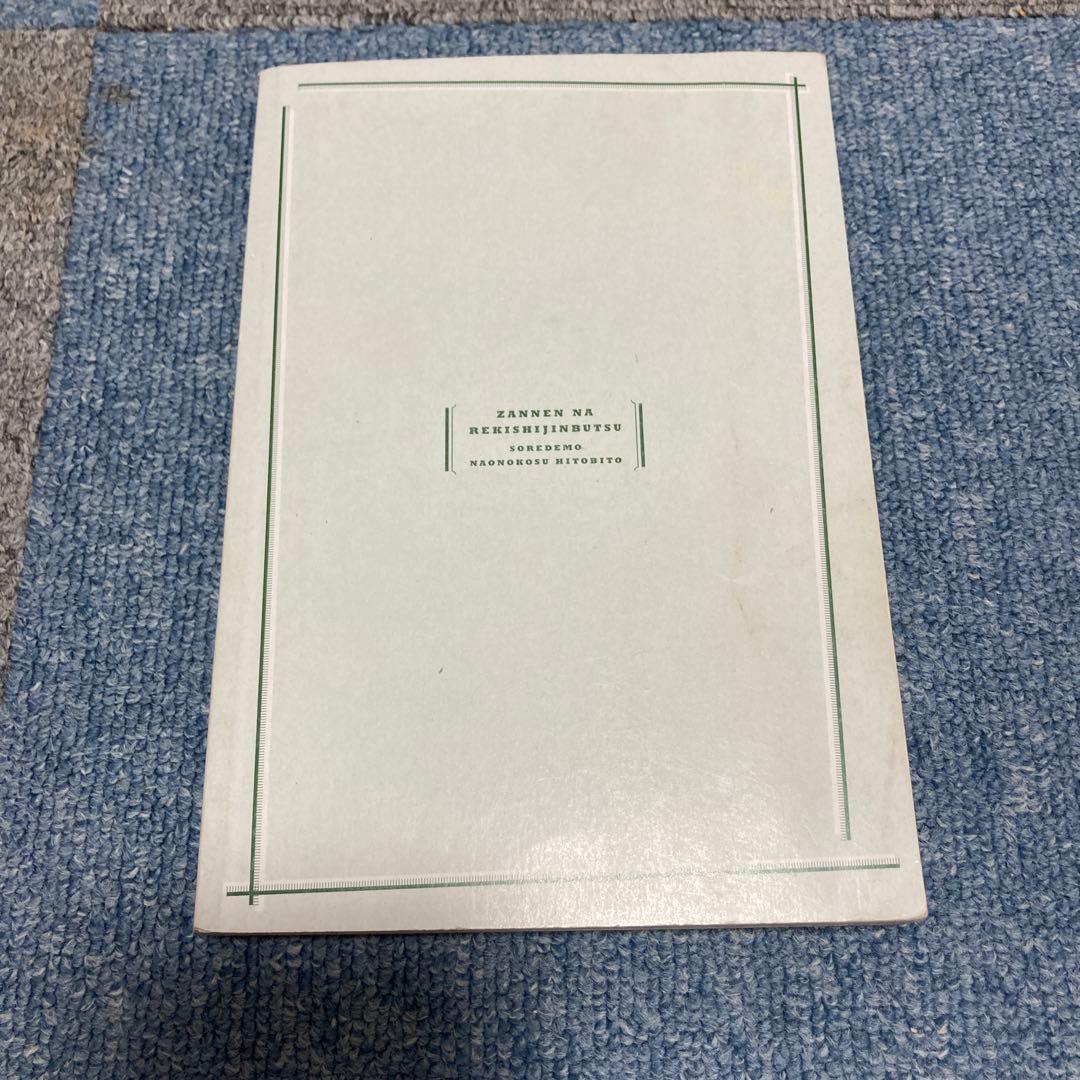 ZANNEN NA
REKISHIJINBUTSU
SOREDEMO
NAONOKOSU HITOBITO